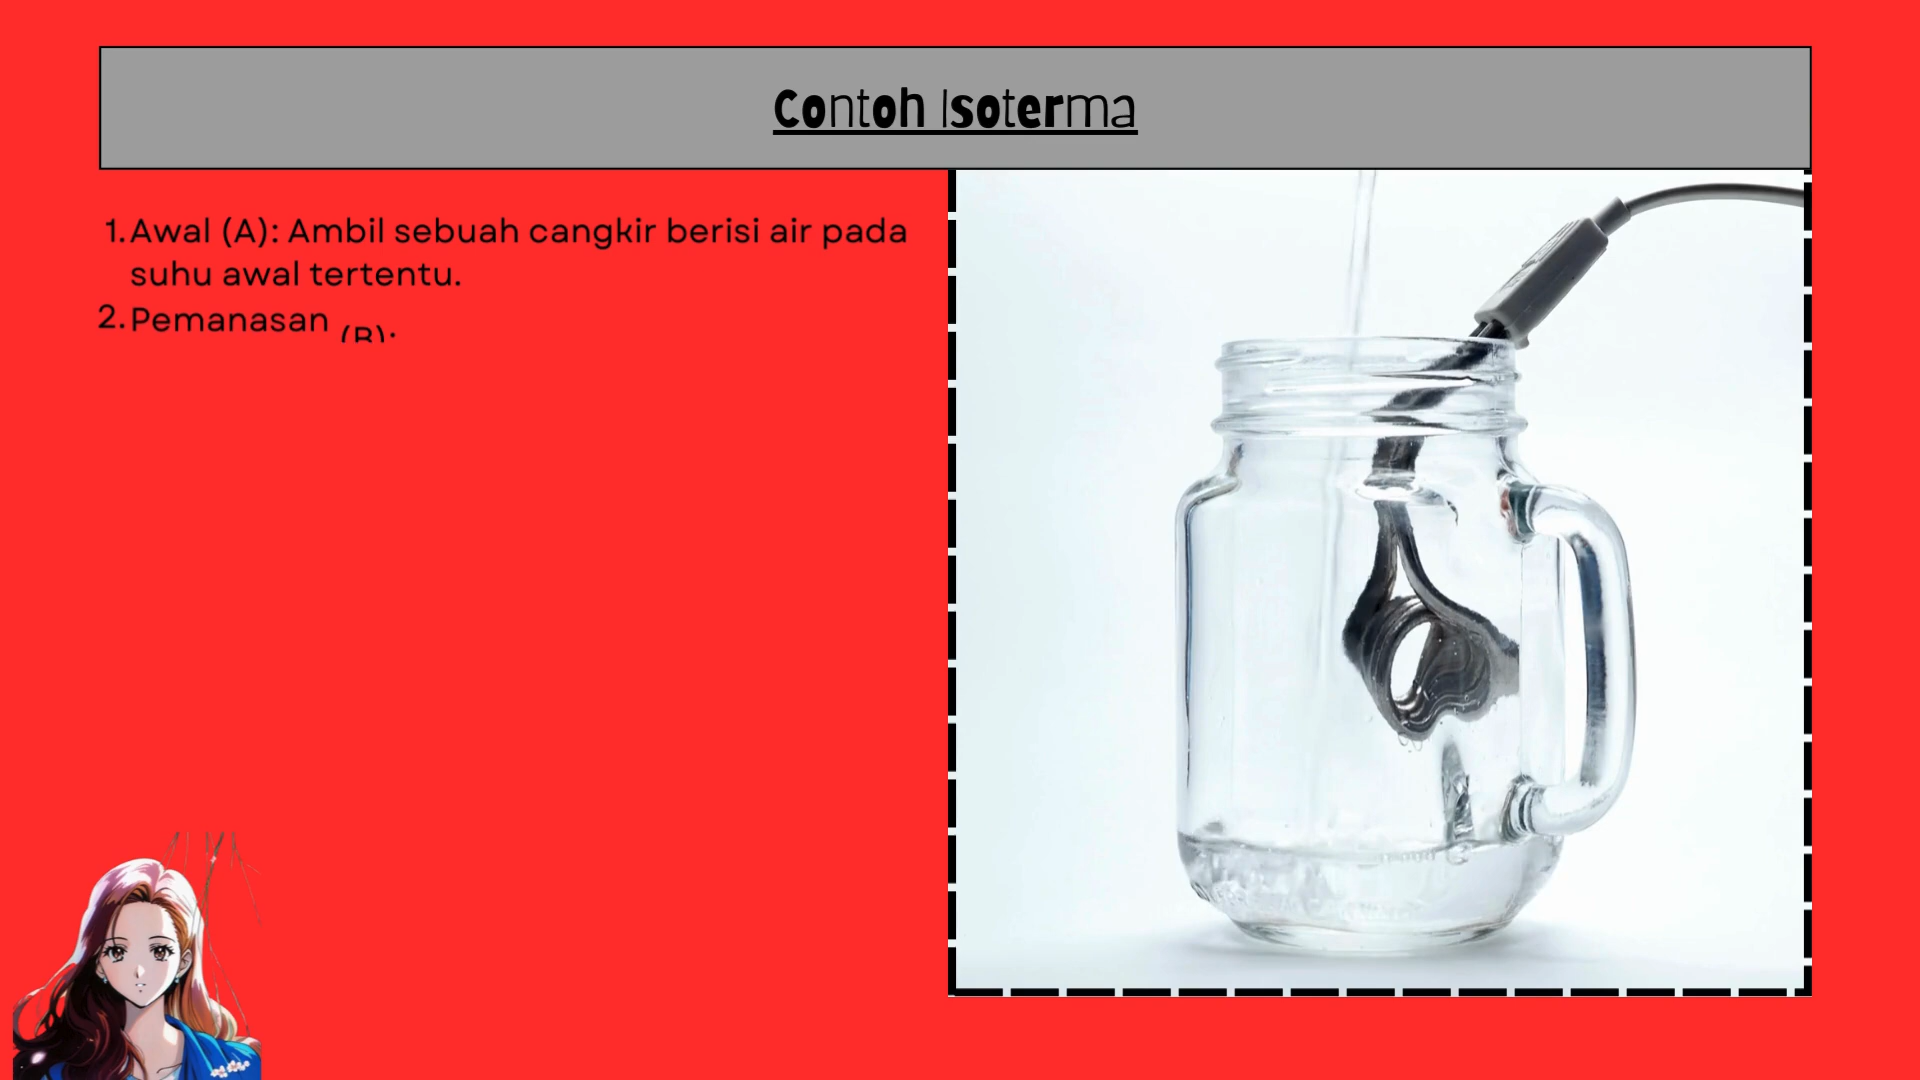 Contoh Isoterma
1. Awal (A): Ambil sebuah cangkir berisi air pada
suhu awal tertentu.
2. Pemanasan (B):